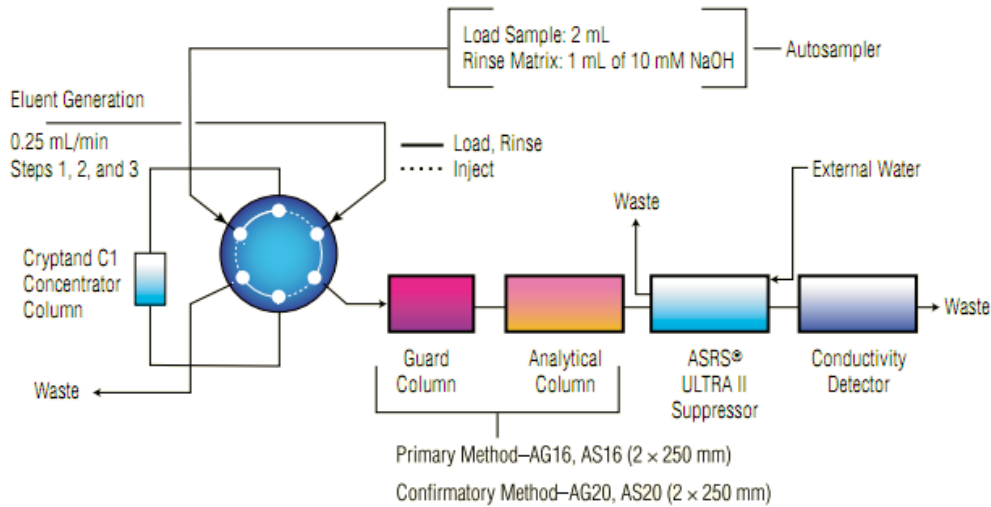 Load Sample: 2 mL
Rinse Matrix: 1 mL of 10 mM NaOH
Autosampler
Eluent Generation
0.25 mL/min
Steps 1, 2, and 3
Load, Rinse
Inject
External Water
Waste
Cryptand C1
Concentrator
Column
Waste
Waste
Guard
Column
Analytical
Column
ASRS®
ULTRA II
Suppressor
Conductivity
Detector
Primary Method–AG16, AS16 (2 × 250 mm)
Confirmatory Method–AG20, AS20 (2 × 250 mm)